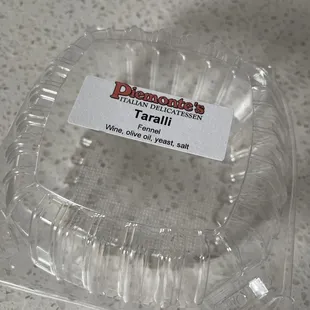 Piemonte's
ITALIAN DELICATESSEN
Taralli
Fennel
Wine, olive oil, yeast, salt